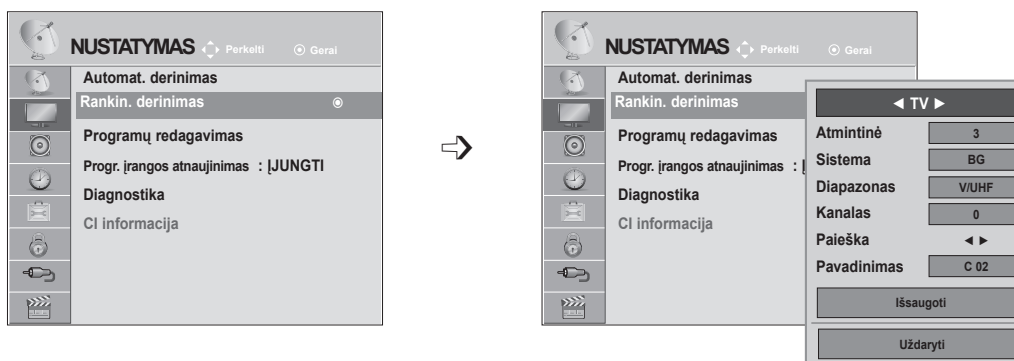 NUSTATYMAS Perkelti Gerai
Automat. derinimas
Rankin. derinimas
Programų redagavimas
Progr. įrangos atnaujinimas : ĮJUNGTI
Diagnostika
CI informacija
NUSTATYMAS Perkelti Gerai
Automat. derinimas
Rankin. derinimas
Programų redagavimas
Progr. įrangos atnaujinimas : Į
Diagnostika
CI informacija
◄ TV ►
Atmintinė 3
Sistema BG
Diapazonas V/UHF
Kanalas 0
Paieška ◄ ►
Pavadinimas C 02
Išsaugoti
Uždaryti